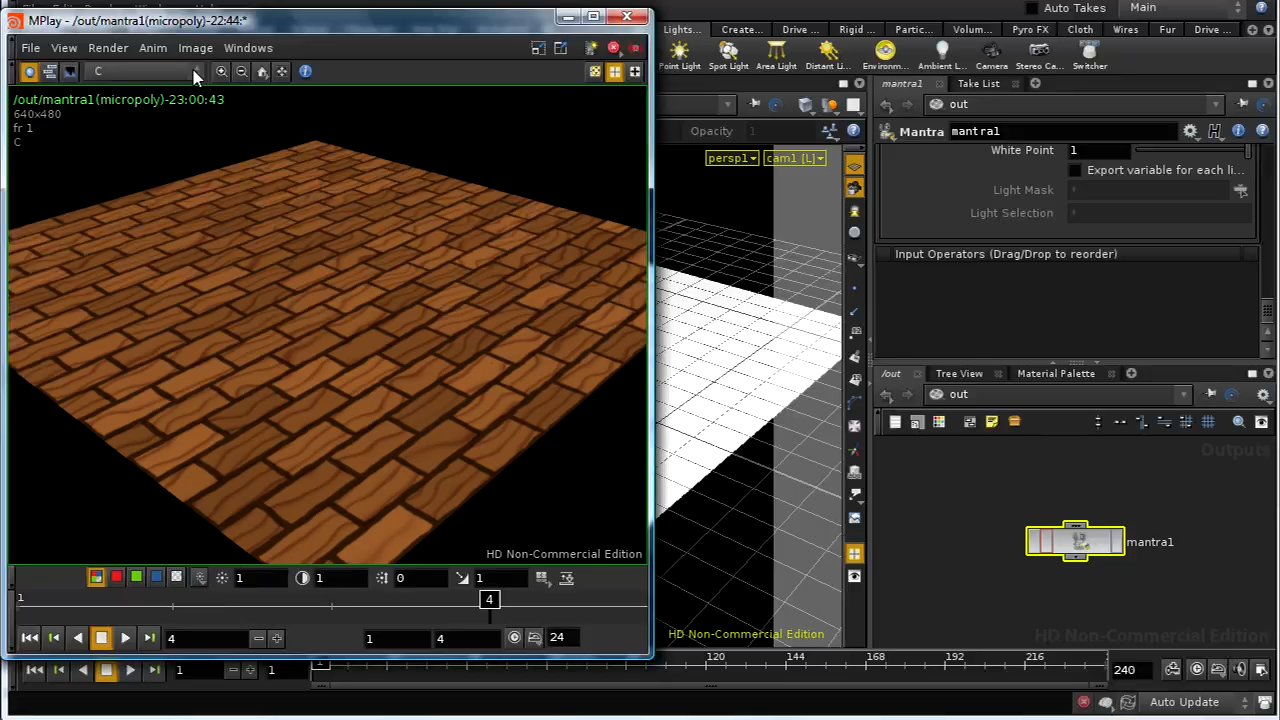 MPlay - /out/mantra1(micropoly)-22:44:*
File View Render Anim Image Windows
C
/out/mantra1(micropoly)-23:00:43
640x480
fr 1
C
HD Non-Commercial Edition
1 1 0 1
1
4
4 1 4 24
Auto Takes Main
Lights... Create... Drive ... Rigid ... Partic... Volum... Pyro FX Cloth Wires Fur Drive ...
Point Light Spot Light Area Light Distant Li... Environm... Ambient L... Camera Stereo Ca... Switcher
Opacity 1
persp1 cam1 [L]
HD Non-Commercial Edition
mantra1 Take List
out
Mantra mantra1
White Point 1
Export variable for each li...
Light Mask *
Light Selection *
Input Operators (Drag/Drop to reorder)
/out Tree View Material Palette
out
Outputs
mantra1
HD Non-Commercial Edition
1 1 1 120 144 168 192 216 240
Auto Update